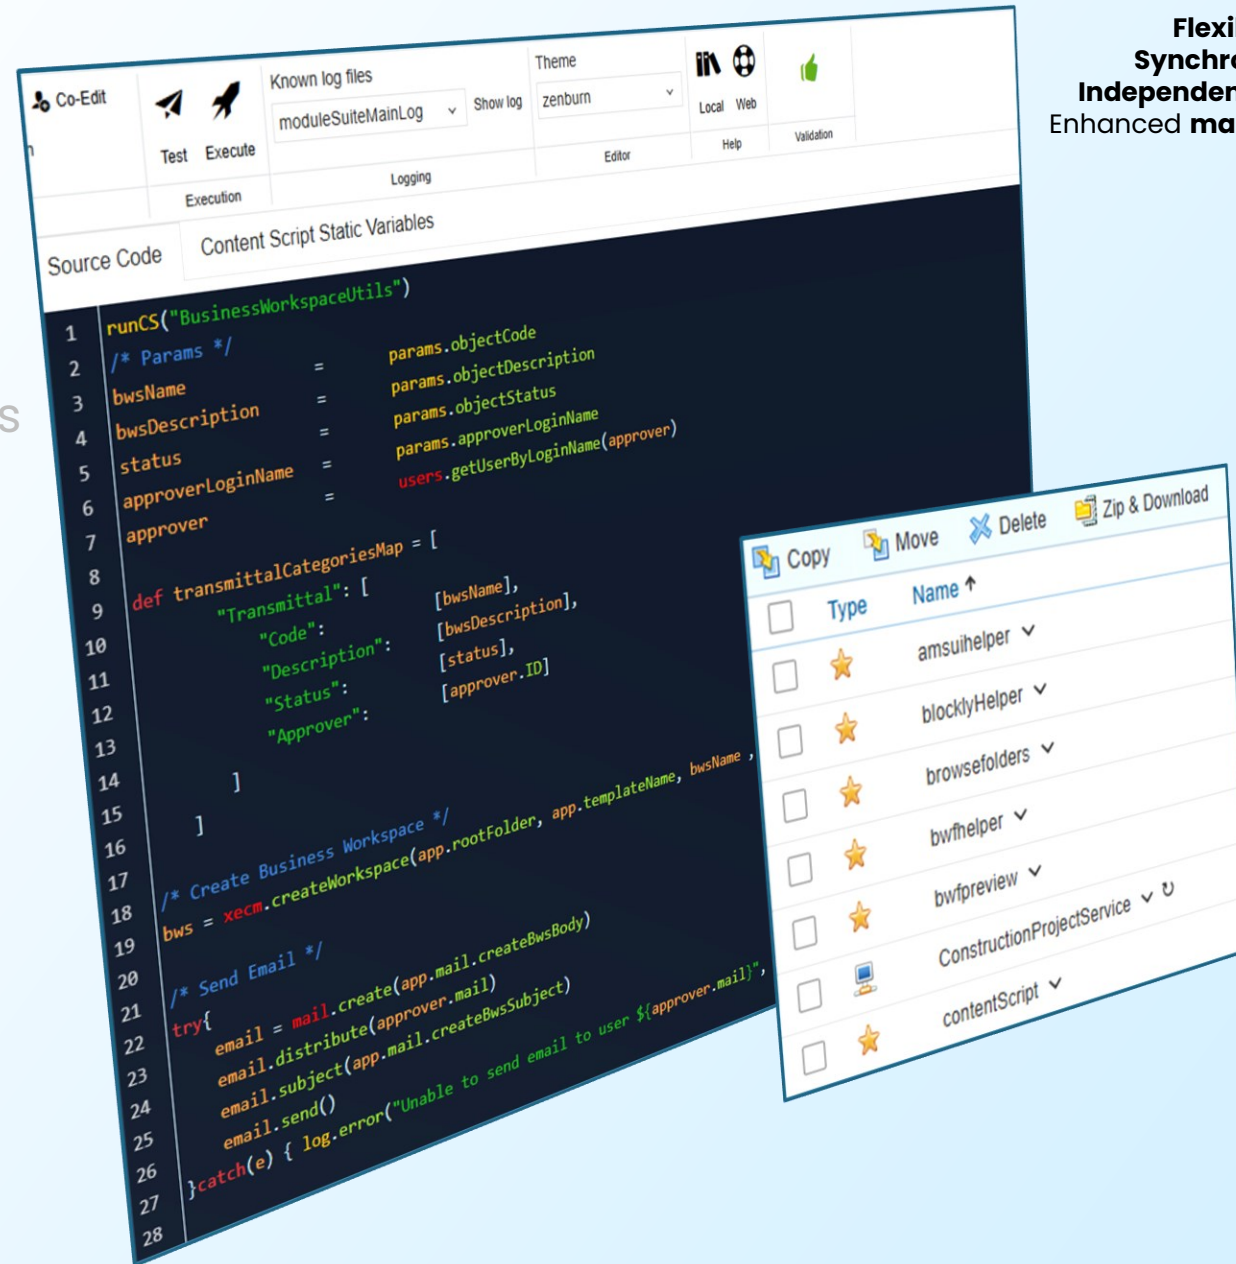 Synchro
Enhanced
Co-Edit
Test Execute
Execution
Known log files
moduleSuiteMainLog
Show log
Logging
Theme
zenburn
Editor
Local Web
Help
Validation
Source Code
Content Script Static Variables
1 runCS("BusinessWorkspaceUtils")
2 /* Params */
3 bwsName = params.objectCode
4 bwsDescription = params.objectDescription
5 status = params.objectStatus
6 approverLoginName = params.approverLoginName
7 approver = users.getUserByLoginName(approver)
8
9 def transmittalCategoriesMap = [
10 "Transmittal": [
11 "Code": [bwsName],
12 "Description": [bwsDescription],
13 "Status": [status],
14 "Approver": [approver.ID]
15 ]
16 ]
17 /* Create Business Workspace */
18 bws = xecm.createWorkspace(app.rootFolder, app.templateName, bwsName ,
19
20 /* Send Email */
21 try{
22 email = mail.create(app.mail.createBwsBody)
23 email.distribute(approver.mail)
24 email.subject(app.mail.createBwsSubject)
25 email.send()
26 }catch(e) { log.error("Unable to send email to user ${approver.mail}",
27
28
Copy
Move
Delete
Zip & Download
Type
Name
amsuihelper
blocklyHelper
browsefolders
bwfhelper
bwfpreview
ConstructionProjectService
contentScript